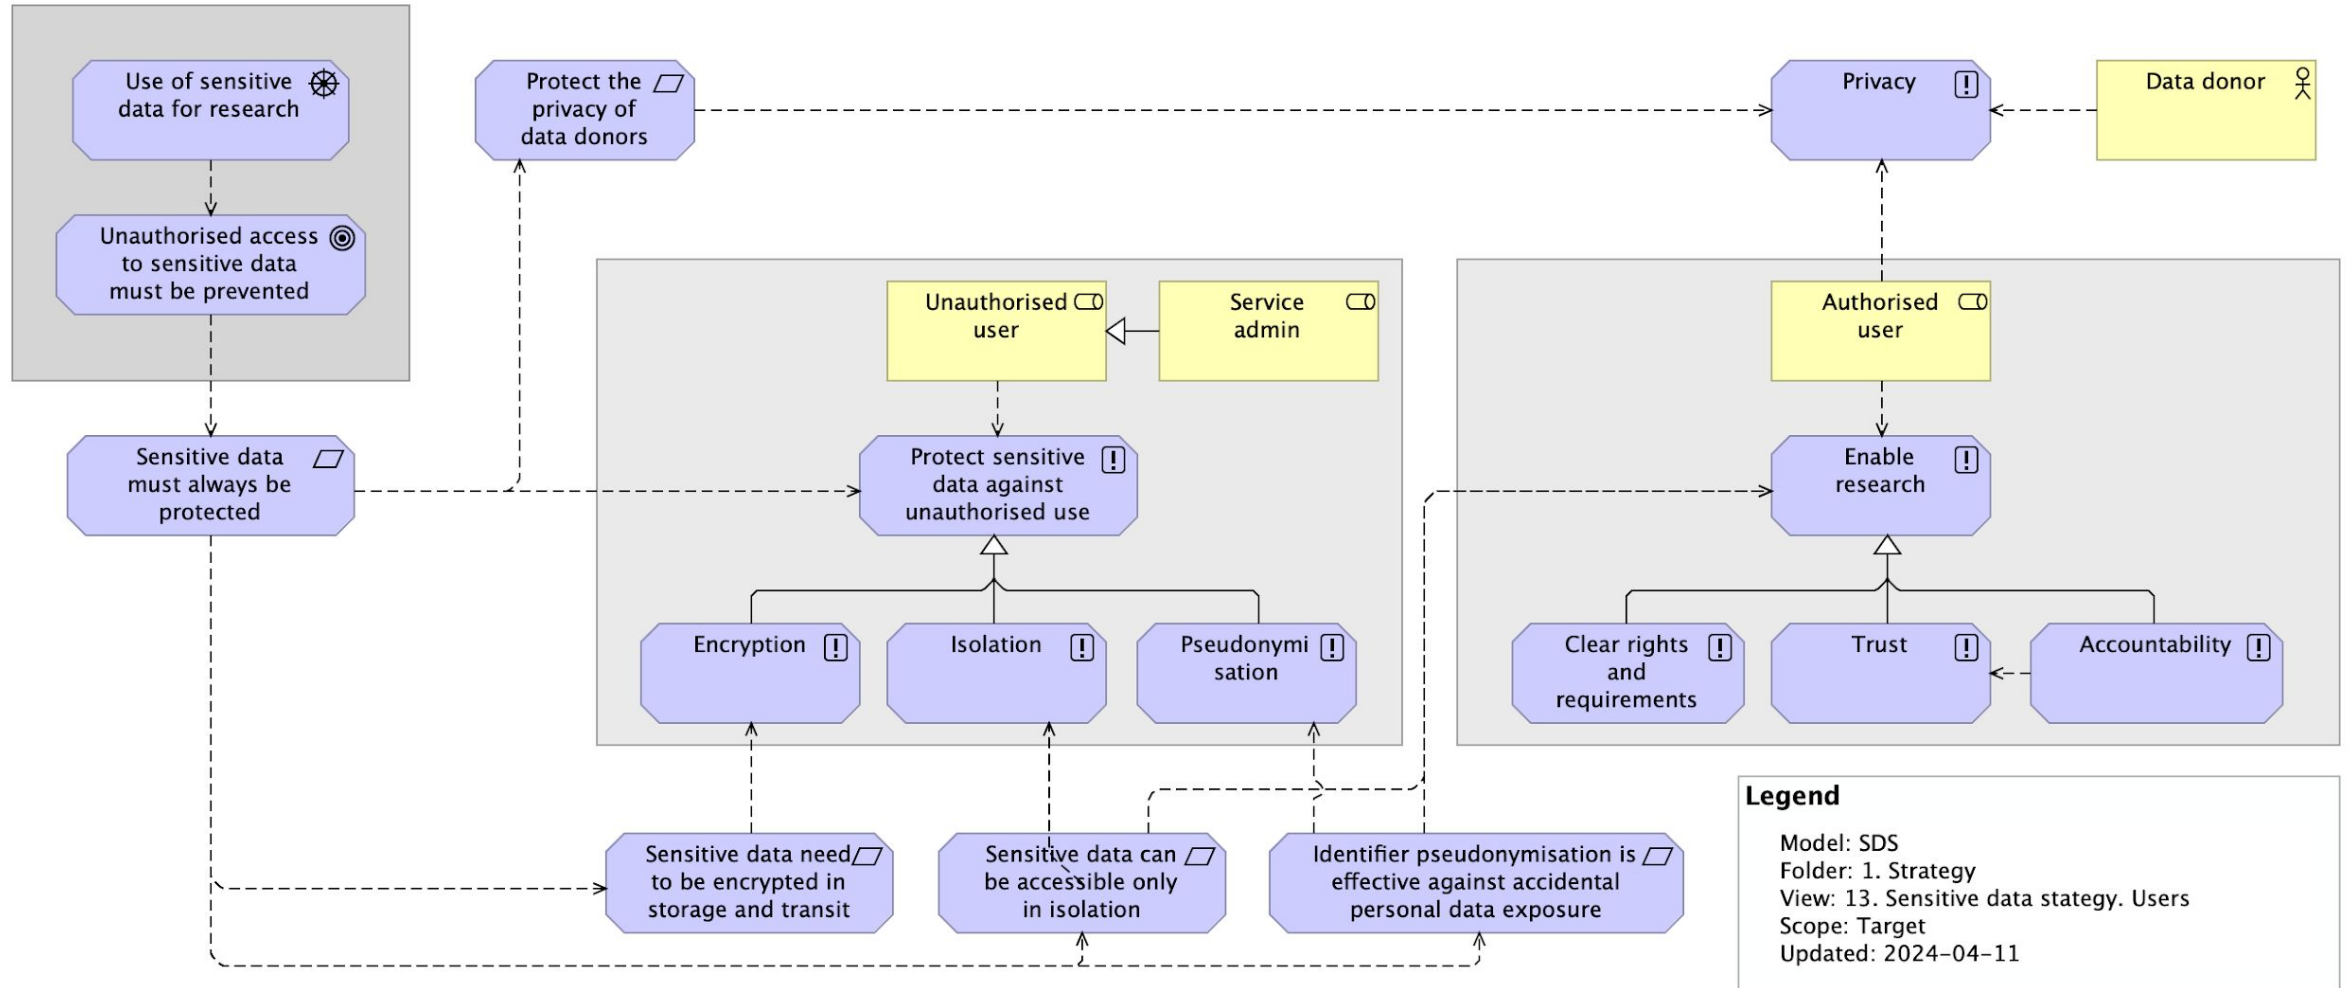 Use of sensitive
data for research
Protect the
privacy of
data donors
Privacy
Data donor
Unauthorised access
to sensitive data
must be prevented
Unauthorised
user
Service
admin
Authorised
user
Sensitive data
must always be
protected
Protect sensitive
data against
unauthorised use
Enable
research
Encryption
Isolation
Pseudonymi
sation
Clear rights
and
requirements
Trust
Accountability
Sensitive data need
to be encrypted in
storage and transit
Sensitive data can
be accessible only
in isolation
Identifier pseudonymisation is
effective against accidental
personal data exposure
Legend
Model: SDS
Folder: 1. Strategy
View: 13. Sensitive data stategy. Users
Scope: Target
Updated: 2024-04-11